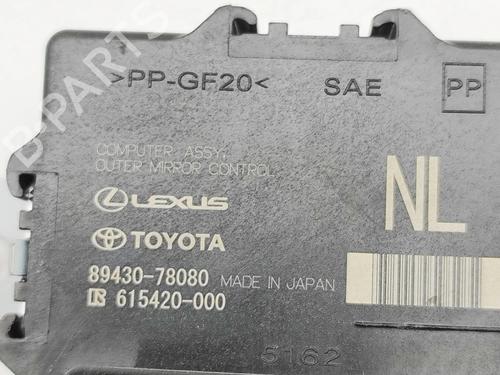 >PP-GF20< SAE PP
COMPUTER ASSY,
OUTER MIRROR CONTROL
LEXUS
NL
TOYOTA
89430-78080 MADE IN JAPAN
615420-000
5162